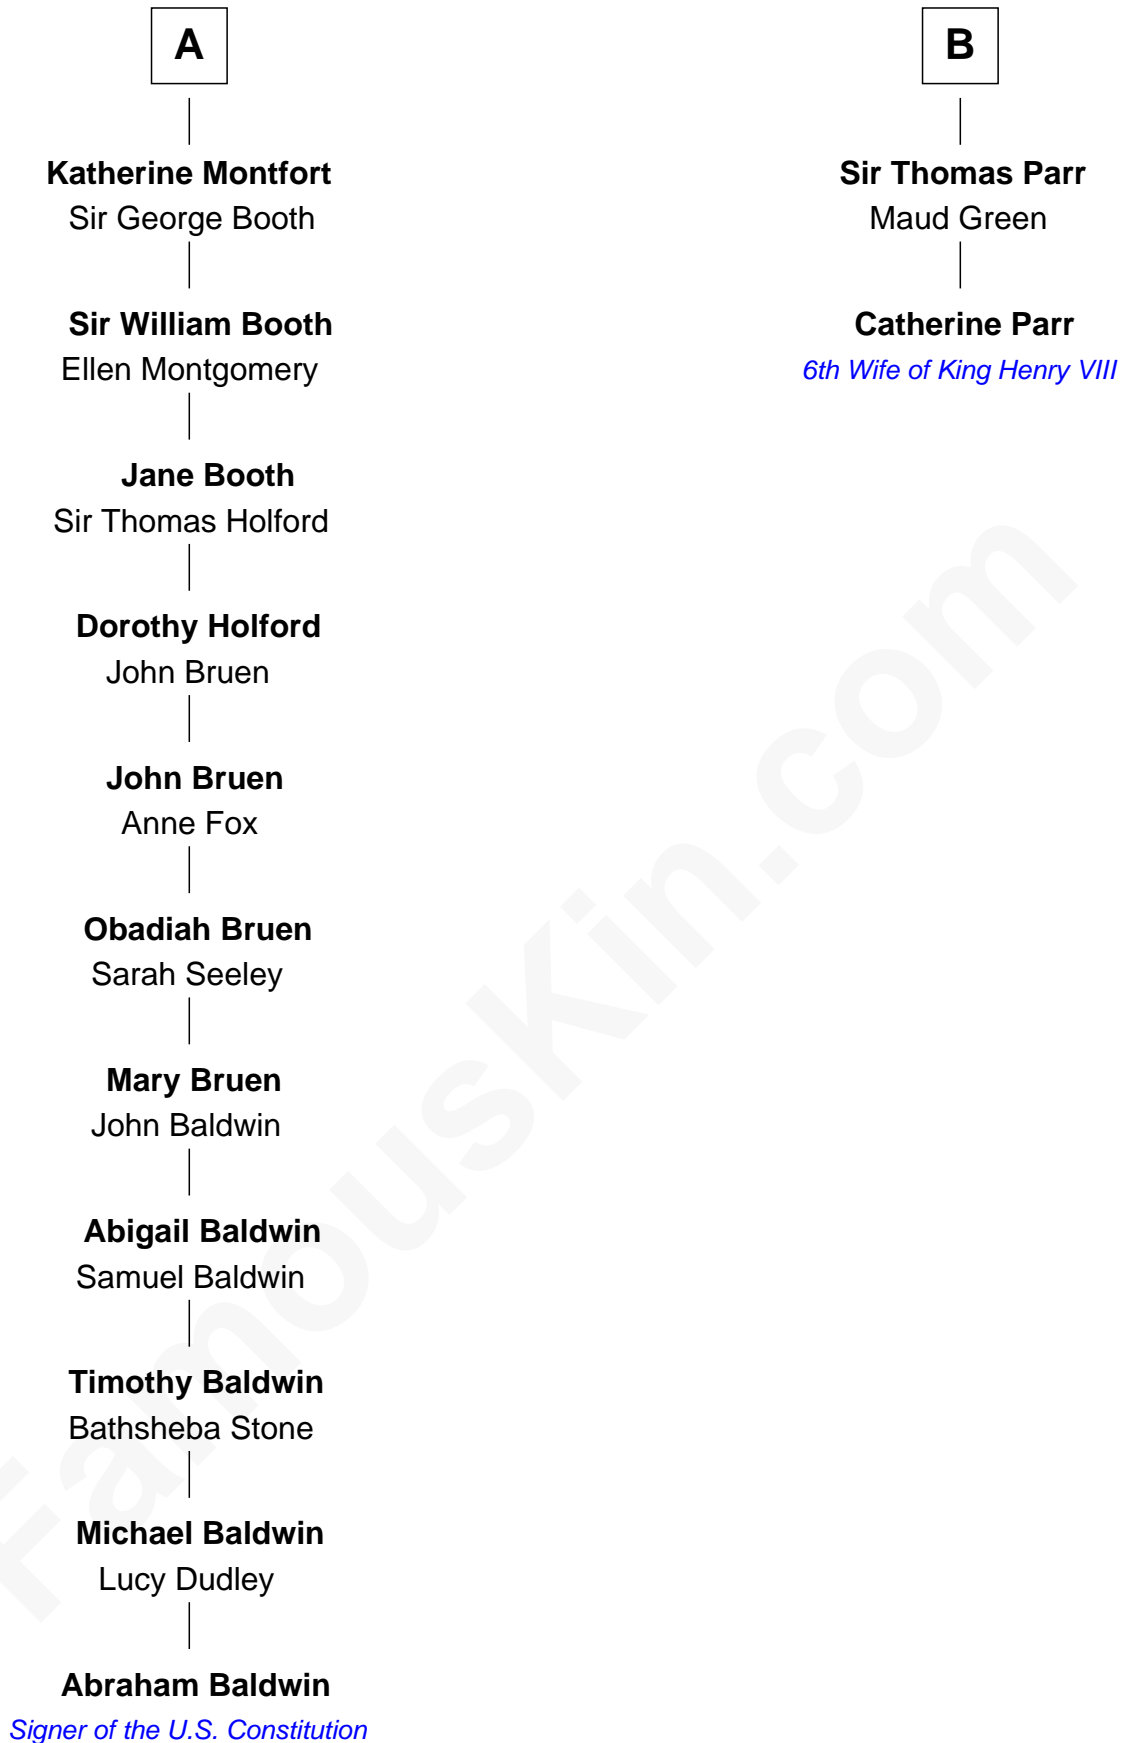 A
Katherine Montfort
Sir George Booth
Sir William Booth
Ellen Montgomery
Jane Booth
Sir Thomas Holford
Dorothy Holford
John Bruen
John Bruen
Anne Fox
Obadiah Bruen
Sarah Seeley
Mary Bruen
John Baldwin
Abigail Baldwin
Samuel Baldwin
Timothy Baldwin
Bathsheba Stone
Michael Baldwin
Lucy Dudley
Abraham Baldwin
Signer of the U.S. Constitution
B
Sir Thomas Parr
Maud Green
Catherine Parr
6th Wife of King Henry VIII
FamousKin.com